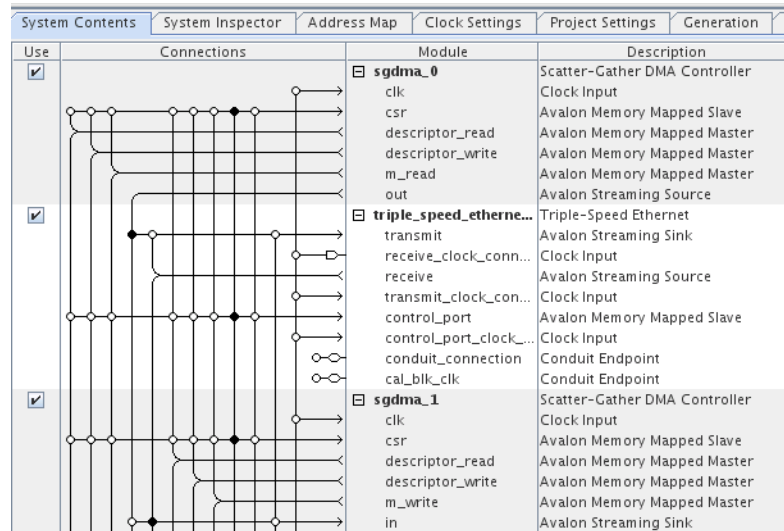 System Contents System Inspector Address Map Clock Settings Project Settings Generation
Use Connections Module Description
sgdma_0 Scatter-Gather DMA Controller
clk Clock Input
csr Avalon Memory Mapped Slave
descriptor_read Avalon Memory Mapped Master
descriptor_write Avalon Memory Mapped Master
m_read Avalon Memory Mapped Master
out Avalon Streaming Source
triple_speed_etherne... Triple-Speed Ethernet
transmit Avalon Streaming Sink
receive_clock_conn... Clock Input
receive Avalon Streaming Source
transmit_clock_con... Clock Input
control_port Avalon Memory Mapped Slave
control_port_clock_... Clock Input
conduit_connection Conduit Endpoint
cal_blk_clk Conduit Endpoint
sgdma_1 Scatter-Gather DMA Controller
clk Clock Input
csr Avalon Memory Mapped Slave
descriptor_read Avalon Memory Mapped Master
descriptor_write Avalon Memory Mapped Master
m_write Avalon Memory Mapped Master
in Avalon Streaming Sink